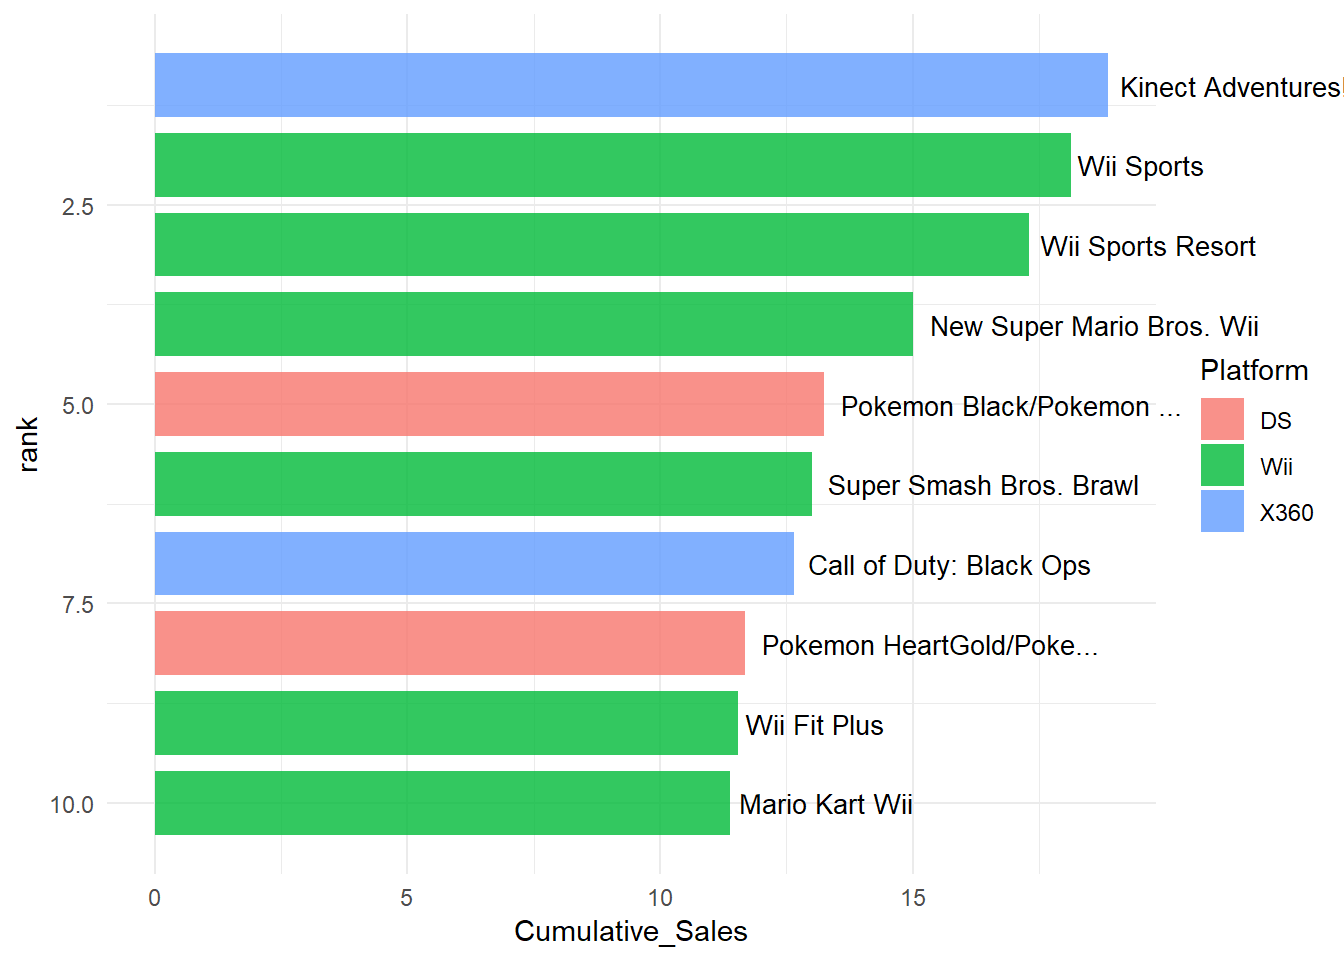 Kinect Adventures!
Wii Sports
2.5
Wii Sports Resort
New Super Mario Bros. Wii
Platform
5.0
Pokemon Black/Pokemon ...
DS
rank
Wii
Super Smash Bros. Brawl
X360
Call of Duty: Black Ops
7.5
Pokemon HeartGold/Poke...
Wii Fit Plus
10.0
Mario Kart Wii
0
5
10
15
Cumulative_Sales